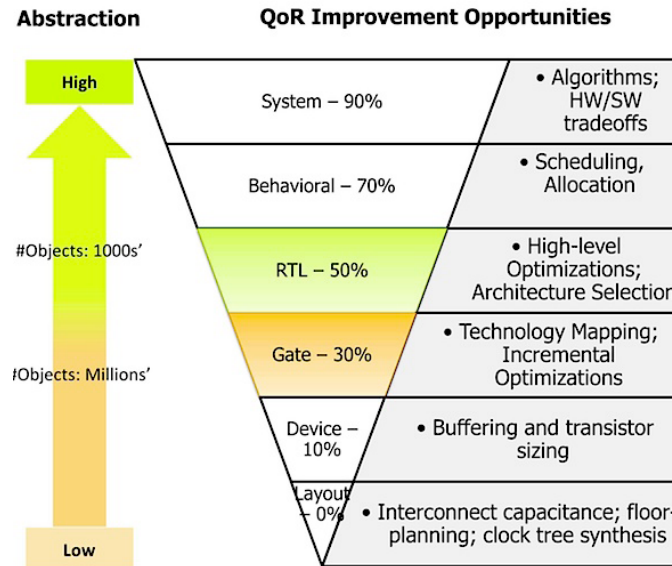 Abstraction
QoR Improvement Opportunities
High
System – 90%
• Algorithms;
HW/SW
tradeoffs
Behavioral – 70%
• Scheduling,
Allocation
#Objects: 1000s’
RTL – 50%
• High-level
Optimizations;
Architecture Selection
#Objects: Millions’
Gate – 30%
• Technology Mapping;
Incremental
Optimizations
Device –
10%
• Buffering and transistor
sizing
Layout
– 0%
• Interconnect capacitance; floor-
planning; clock tree synthesis
Low